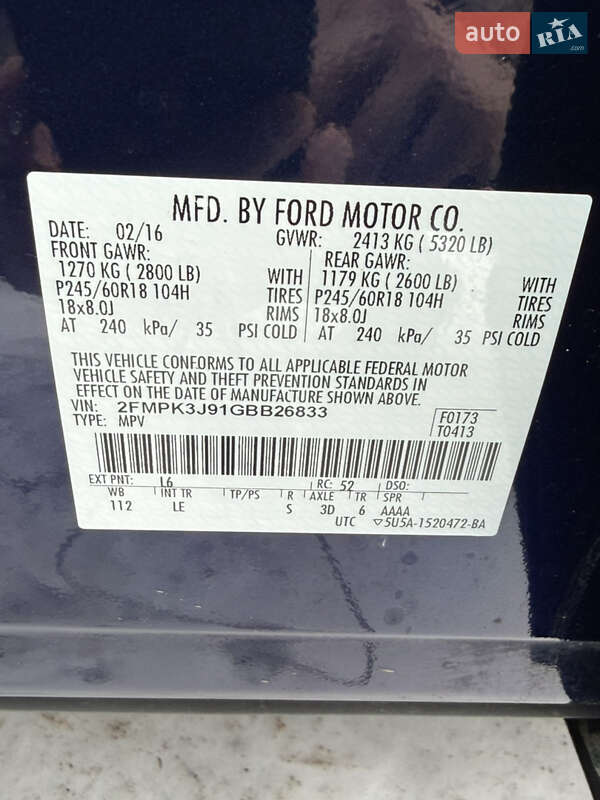 auto RIA .com
MFD. BY FORD MOTOR CO.
DATE: 02/16 GVWR: 2413 KG ( 5320 LB)
FRONT GAWR: REAR GAWR:
1270 KG ( 2800 LB) WITH 1179 KG ( 2600 LB) WITH
P245/60R18 104H TIRES P245/60R18 104H TIRES
18x8.0J RIMS 18x8.0J RIMS
AT 240 kPa/ 35 PSI COLD AT 240 kPa/ 35 PSI COLD
THIS VEHICLE CONFORMS TO ALL APPLICABLE FEDERAL MOTOR
VEHICLE SAFETY AND THEFT PREVENTION STANDARDS IN
EFFECT ON THE DATE OF MANUFACTURE SHOWN ABOVE.
VIN: 2FMPK3J91GBB26833 F0173
TYPE: MPV T0413
EXT PNT: L6 RC: 52 DSO:
WB INT TR TP/PS R AXLE TR SPR
112 LE S 3D 6 AAAA
UTC ▽5U5A-1520472-BA